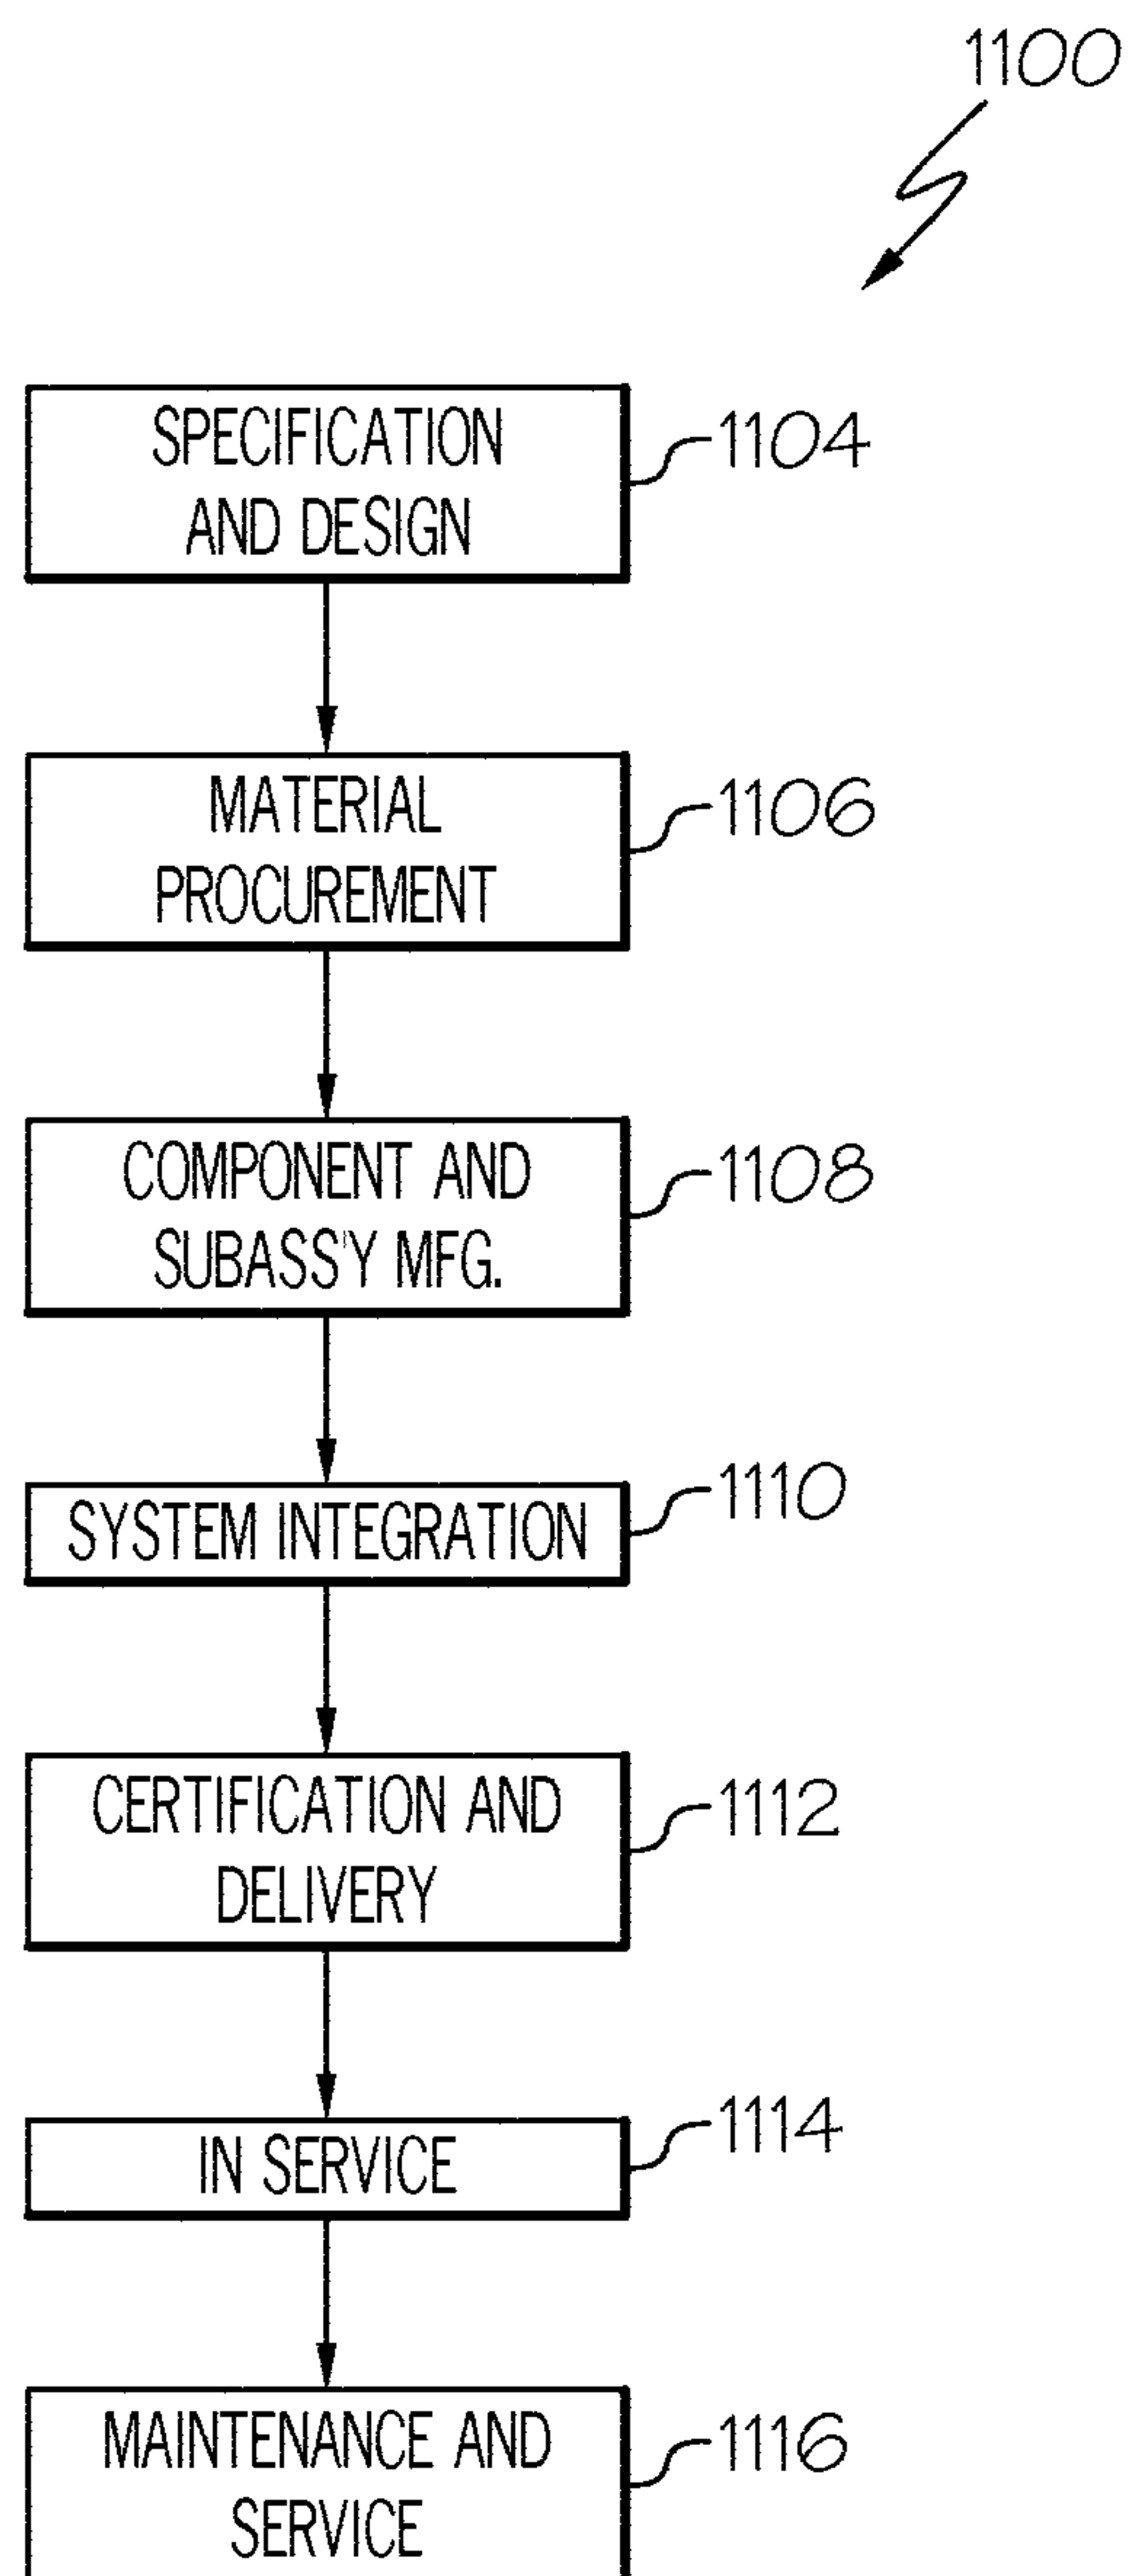 1100
SPECIFICATION
AND DESIGN
1104
MATERIAL
PROCUREMENT
1106
COMPONENT AND
SUBASS'Y MFG.
1108
SYSTEM INTEGRATION
1110
CERTIFICATION AND
DELIVERY
1112
IN SERVICE
1114
MAINTENANCE AND
SERVICE
1116